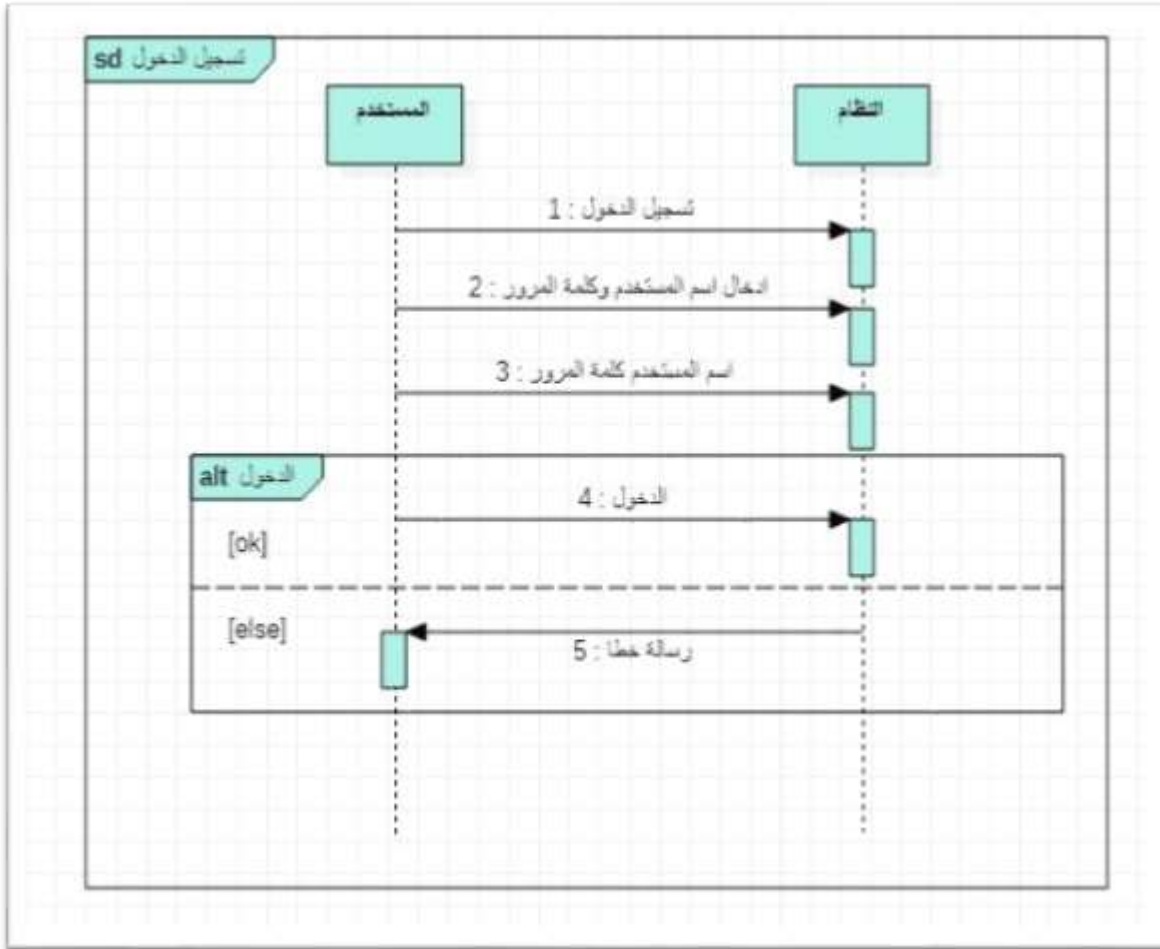 sd تسجيل الدخول
المستخدم
النظام
1 : تسجيل الدخول
2 : ادخال اسم المستخدم وكلمة المرور
3 : اسم المستخدم كلمة المرور
alt الدخول
4 : الدخول
[ok]
[else]
5 : رسالة خطا